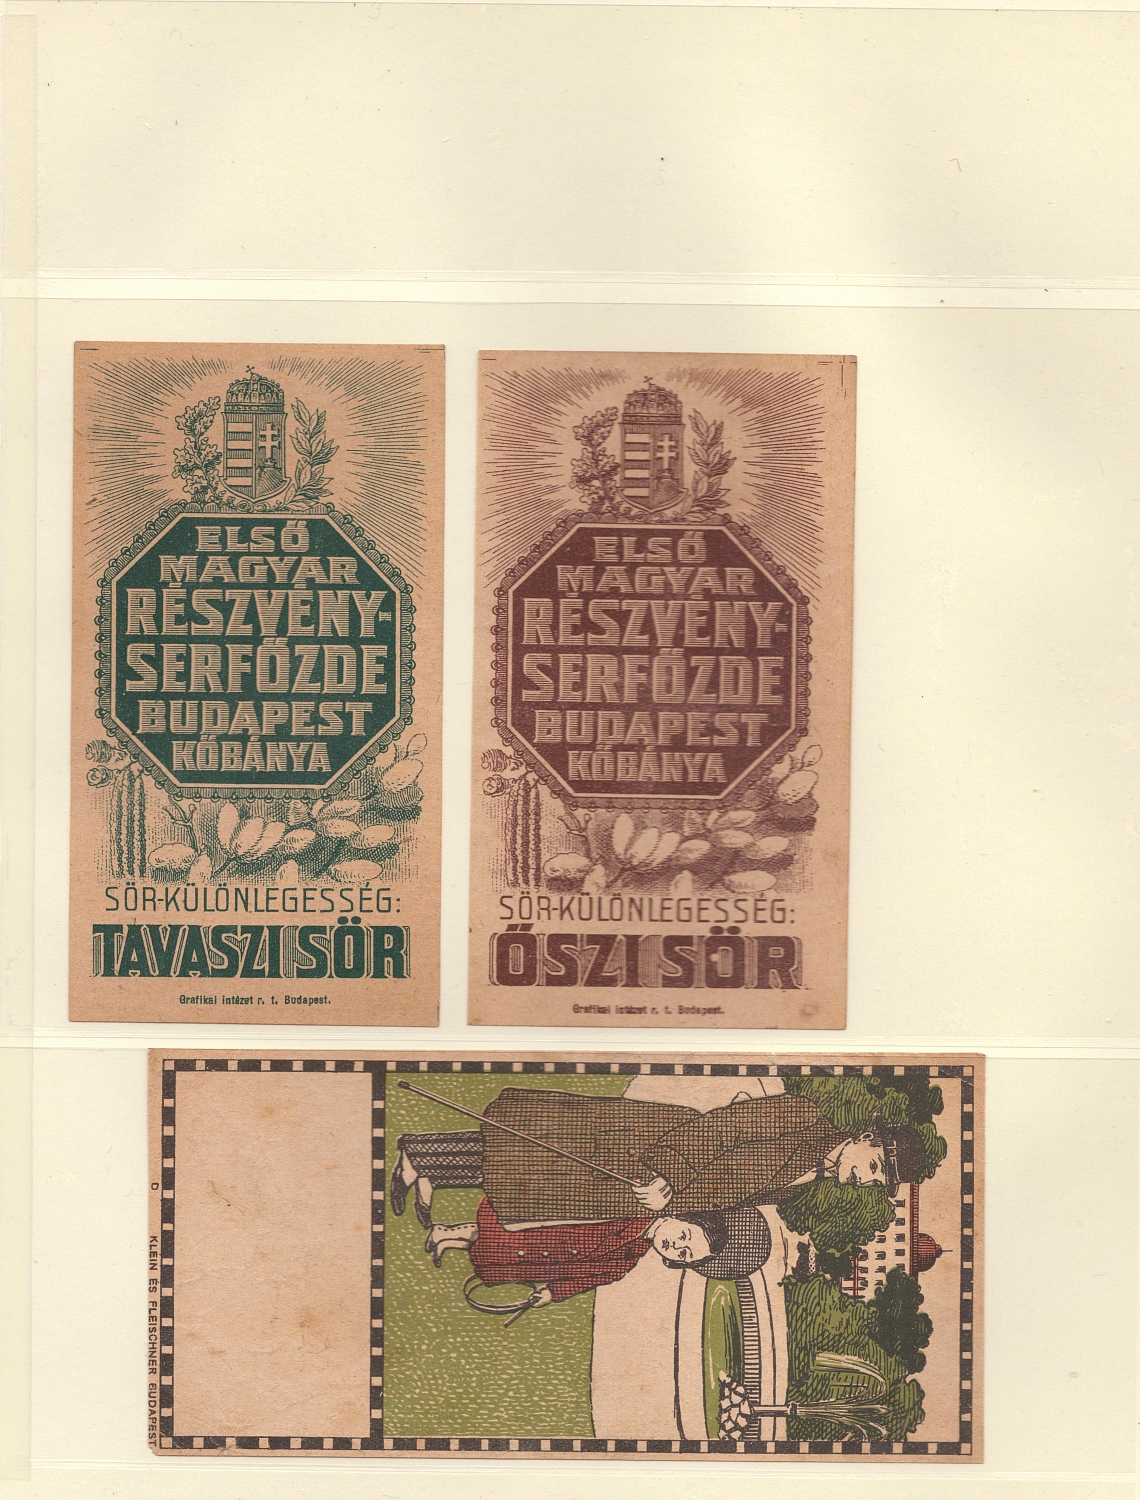 ELSŐ
MAGYAR
RÉSZVÉNY-
SERFŐZDE
BUDAPEST
KŐBÁNYA
SÖR-KÜLÖNLEGESSÉG:
TAVASZI SÖR
Grafikai intézet r. t. Budapest.
ELSŐ
MAGYAR
RÉSZVÉNY-
SERFŐZDE
BUDAPEST
KŐBÁNYA
SÖR-KÜLÖNLEGESSÉG:
ŐSZI SÖR
Grafikai intézet r. t. Budapest.
D KLEIN ÉS FLEISCHNER BUDAPEST